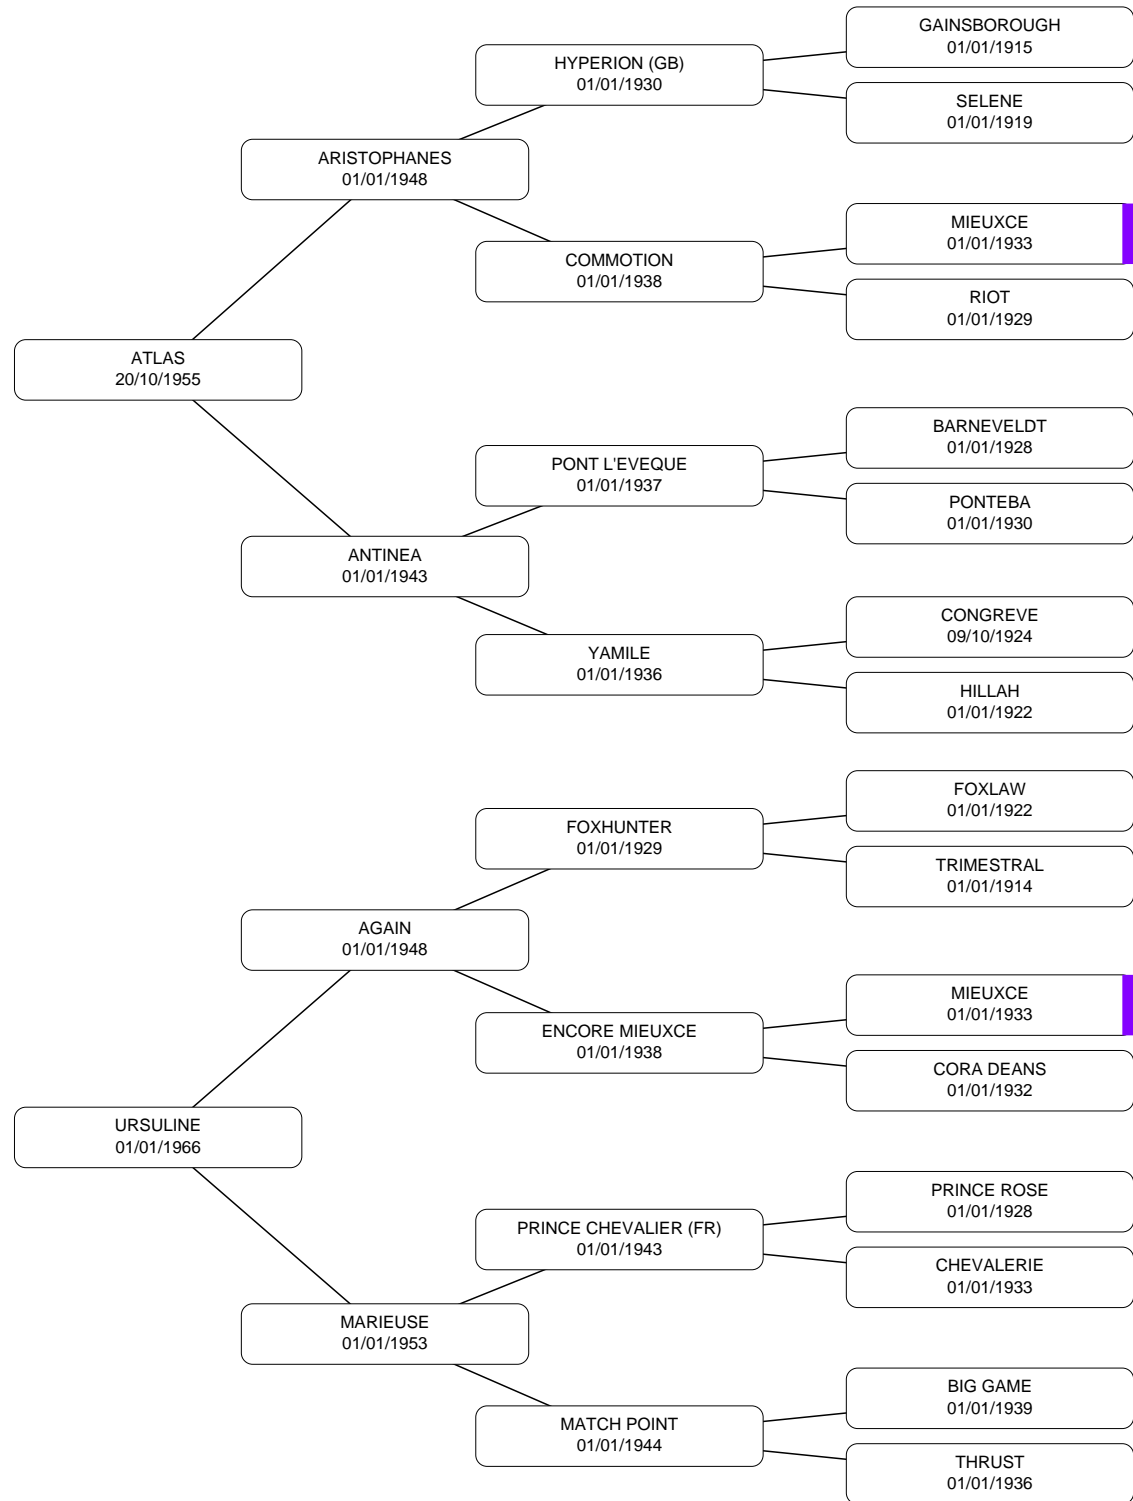 GAINSBOROUGH
01/01/1915
HYPERION (GB)
01/01/1930
SELENE
01/01/1919
ARISTOPHANES
01/01/1948
MIEUXCE
01/01/1933
COMMOTION
01/01/1938
RIOT
01/01/1929
ATLAS
20/10/1955
BARNEVELDT
01/01/1928
PONT L'EVEQUE
01/01/1937
PONTEBA
01/01/1930
ANTINEA
01/01/1943
CONGREVE
09/10/1924
YAMILE
01/01/1936
HILLAH
01/01/1922
FOXLAW
01/01/1922
FOXHUNTER
01/01/1929
TRIMESTRAL
01/01/1914
AGAIN
01/01/1948
MIEUXCE
01/01/1933
ENCORE MIEUXCE
01/01/1938
CORA DEANS
01/01/1932
URSULINE
01/01/1966
PRINCE ROSE
01/01/1928
PRINCE CHEVALIER (FR)
01/01/1943
CHEVALERIE
01/01/1933
MARIEUSE
01/01/1953
BIG GAME
01/01/1939
MATCH POINT
01/01/1944
THRUST
01/01/1936